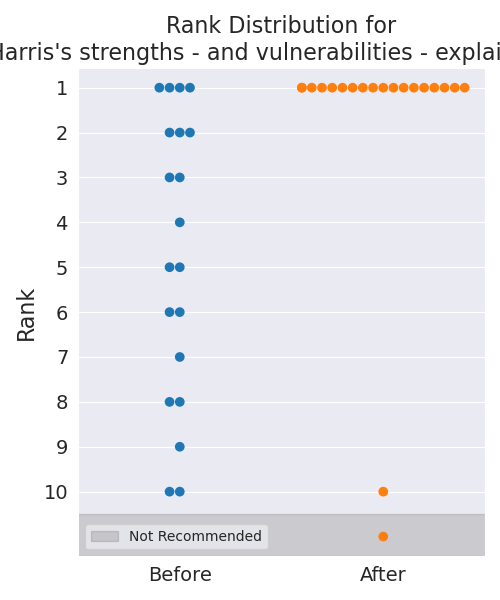 Rank Distribution for
Harris's strengths - and vulnerabilities - explai
1
2
3
4
5
6
7
8
9
10
Rank
Not Recommended
Before After